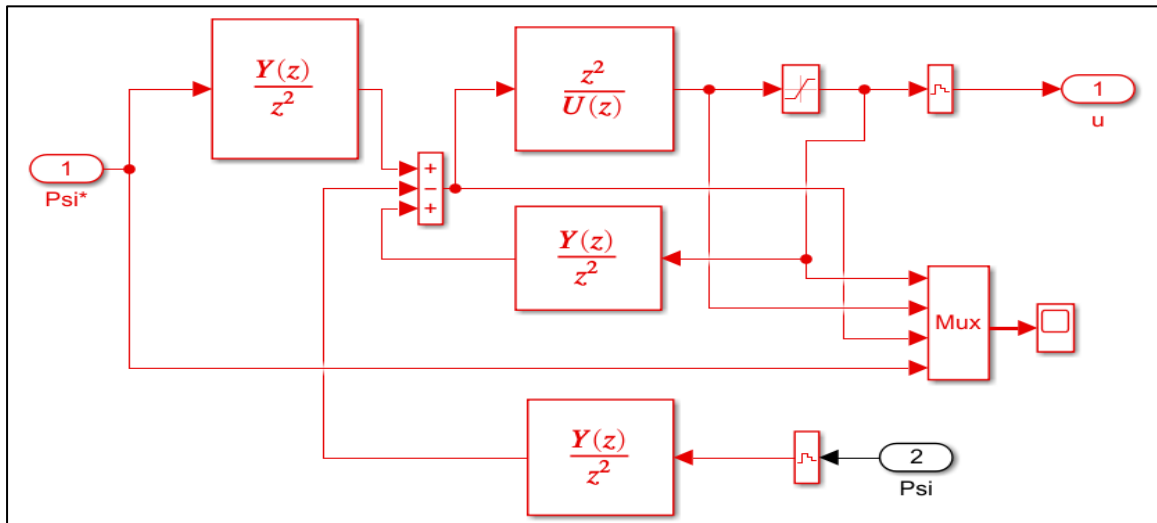 Y(z)
z²
z²
U(z)
1
u
1
Psi*
+
−
+
Y(z)
z²
Mux
Y(z)
z²
2
Psi